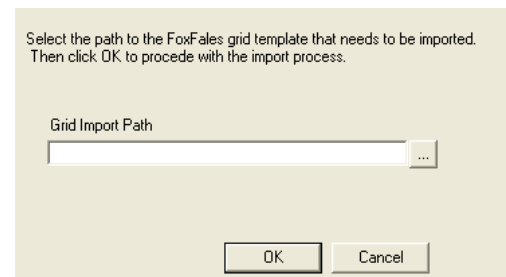 Select the path to the FoxFales grid template that needs to be imported.
Then click OK to procede with the import process.
Grid Import Path
...
OK Cancel